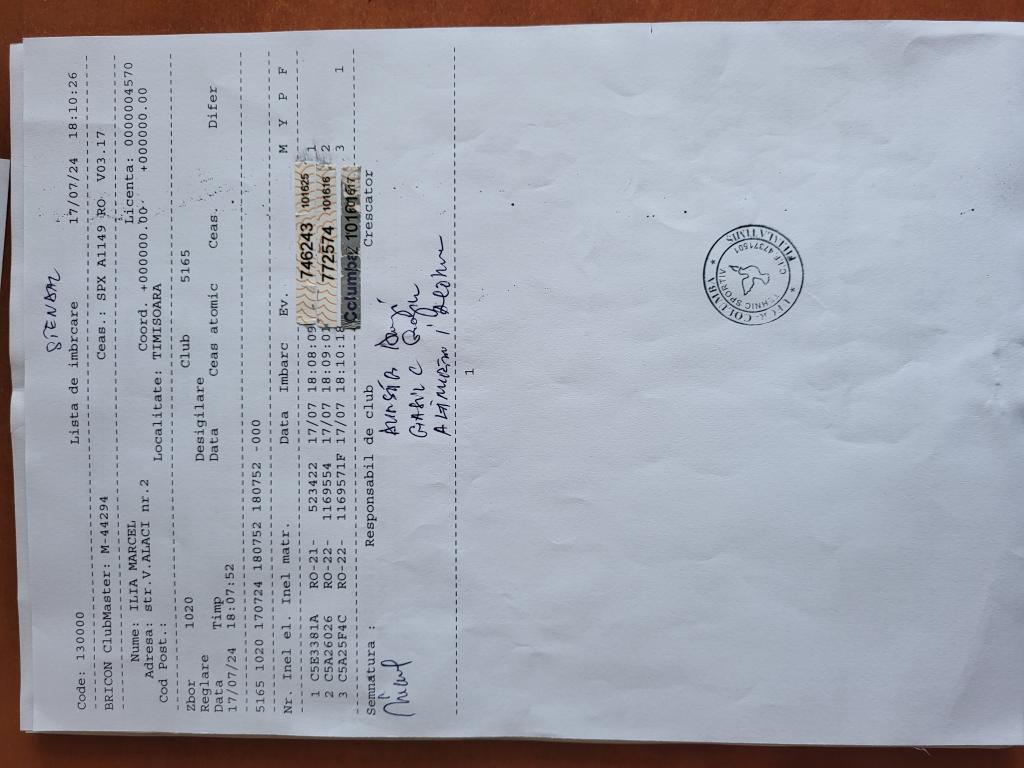 STENDAL
Lista de imbrcare 17/07/24 18:10:26
Code: 130000
BRICON ClubMaster: M-44294 Ceas.: SPX A1149 RO V03.17
Nume: ILIA MARCEL Licenta: 0000004570
Adresa: str.V.ALACI nr.2 Coord. +000000.00 +000000.00
Cod Post.: Localitate: TIMISOARA
Zbor 1020 Club 5165
Reglare Desigilare
Data Timp Data Ceas atomic Ceas. Difer
17/07/24 18:07:52
5165 1020 170724 180752 180752 -000
Nr. Inel el. Inel matr. Data Imbarc Ev. M Y P F
1 C5E3381A RO-21- 523422 17/07 18:08:09 746243 101625 1
2 C5A26026 RO-22- 1169554 17/07 18:09:01 772574 101616 2
3 C5A25F4C RO-22- 1169571F 17/07 18:10:18 Columba 3 1
Semnatura : Responsabil de club Crescator
1
C.I.F. 47371501